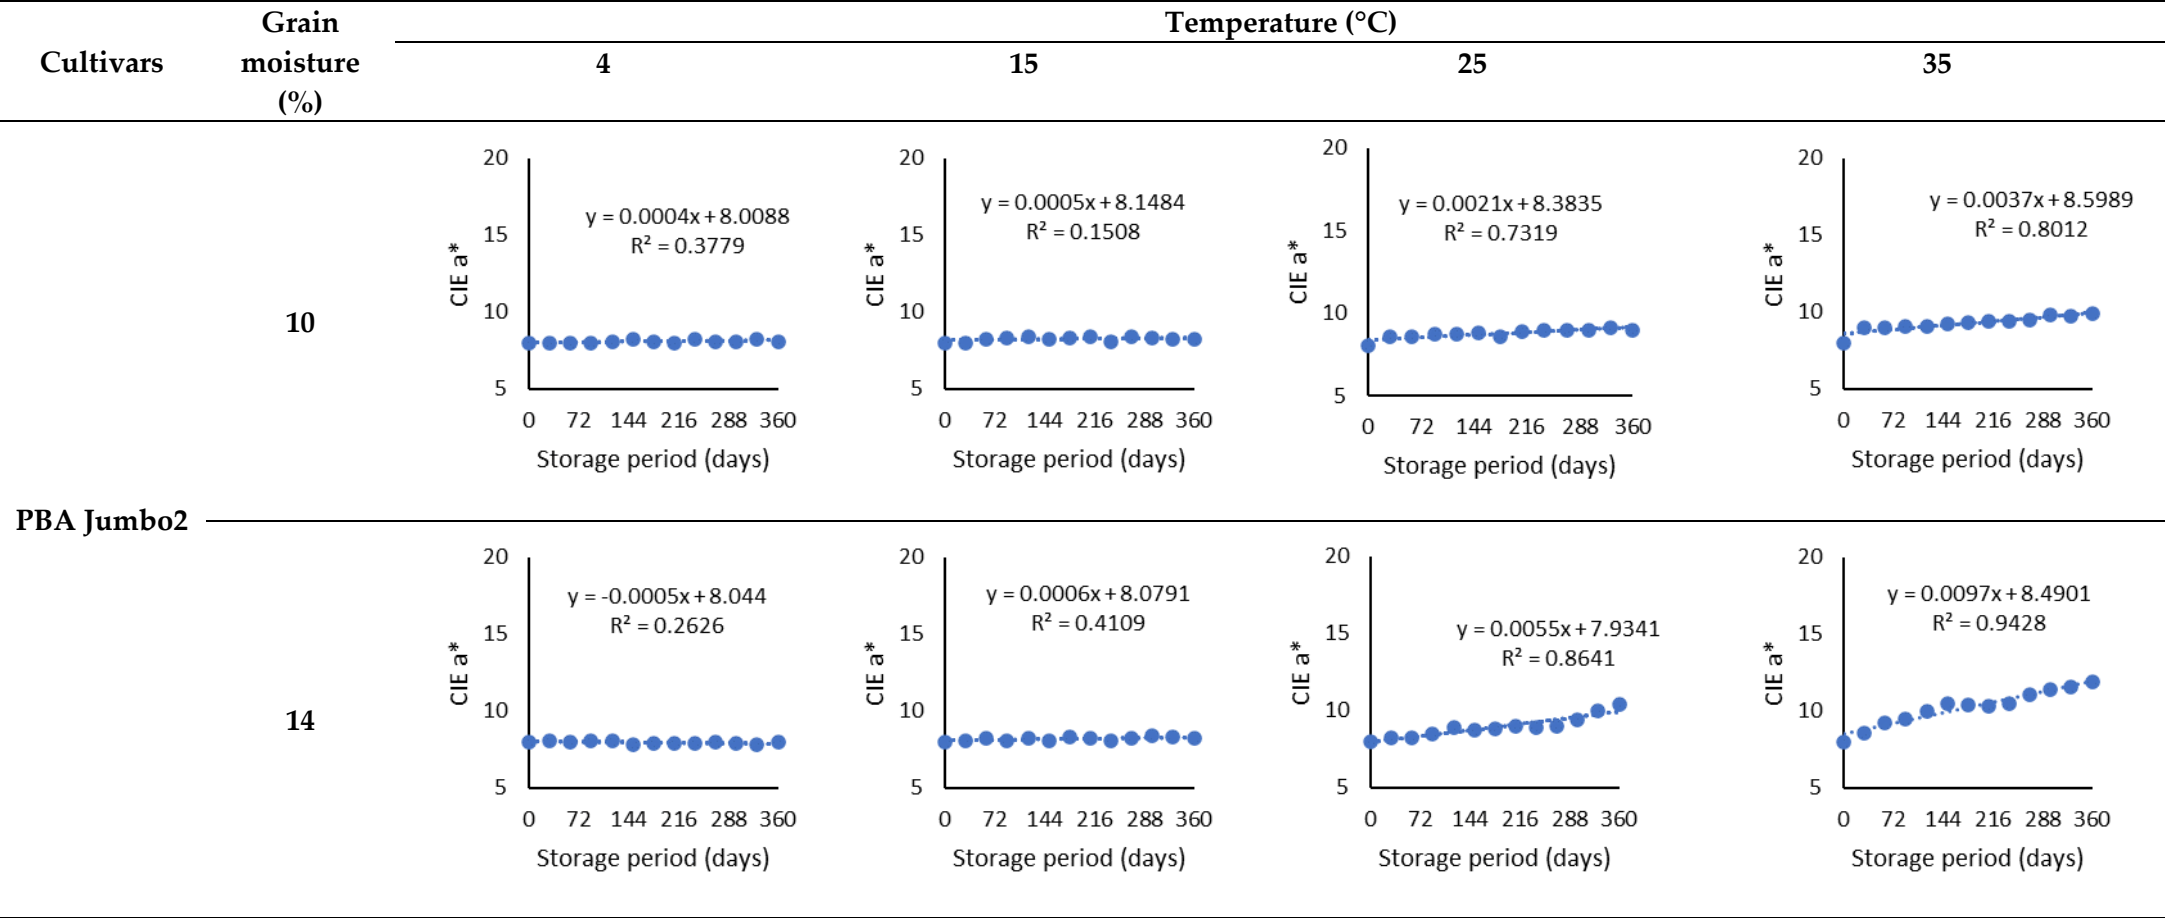 Cultivars
Grain
moisture
(%)
Temperature (°C)
4
15
25
35
PBA Jumbo2
10
20
15
10
5
CIE a*
y = 0.0004x + 8.0088
R² = 0.3779
0 72 144 216 288 360
Storage period (days)
20
15
10
5
CIE a*
y = 0.0005x + 8.1484
R² = 0.1508
0 72 144 216 288 360
Storage period (days)
20
15
10
5
CIE a*
y = 0.0021x + 8.3835
R² = 0.7319
0 72 144 216 288 360
Storage period (days)
20
15
10
5
CIE a*
y = 0.0037x + 8.5989
R² = 0.8012
0 72 144 216 288 360
Storage period (days)
14
20
15
10
5
CIE a*
y = -0.0005x + 8.044
R² = 0.2626
0 72 144 216 288 360
Storage period (days)
20
15
10
5
CIE a*
y = 0.0006x + 8.0791
R² = 0.4109
0 72 144 216 288 360
Storage period (days)
20
15
10
5
CIE a*
y = 0.0055x + 7.9341
R² = 0.8641
0 72 144 216 288 360
Storage period (days)
20
15
10
5
CIE a*
y = 0.0097x + 8.4901
R² = 0.9428
0 72 144 216 288 360
Storage period (days)